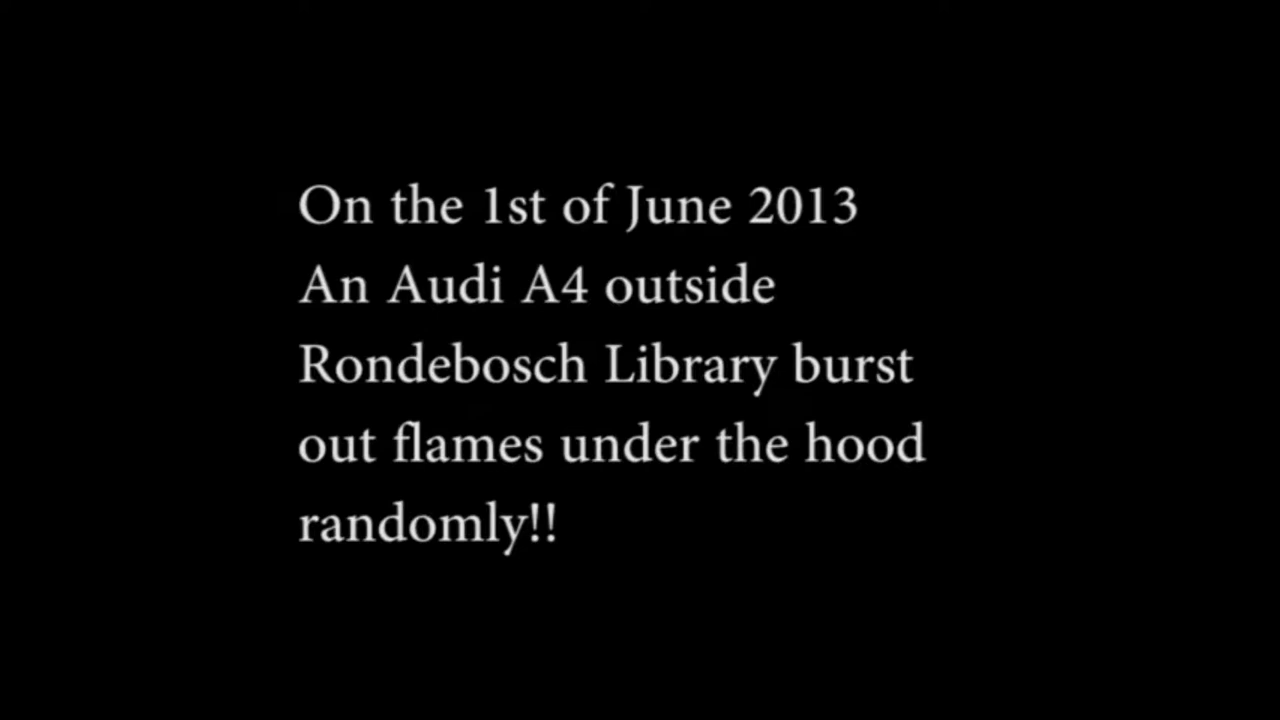 On the 1st of June 2013
An Audi A4 outside
Rondebosch Library burst
out flames under the hood
randomly!!